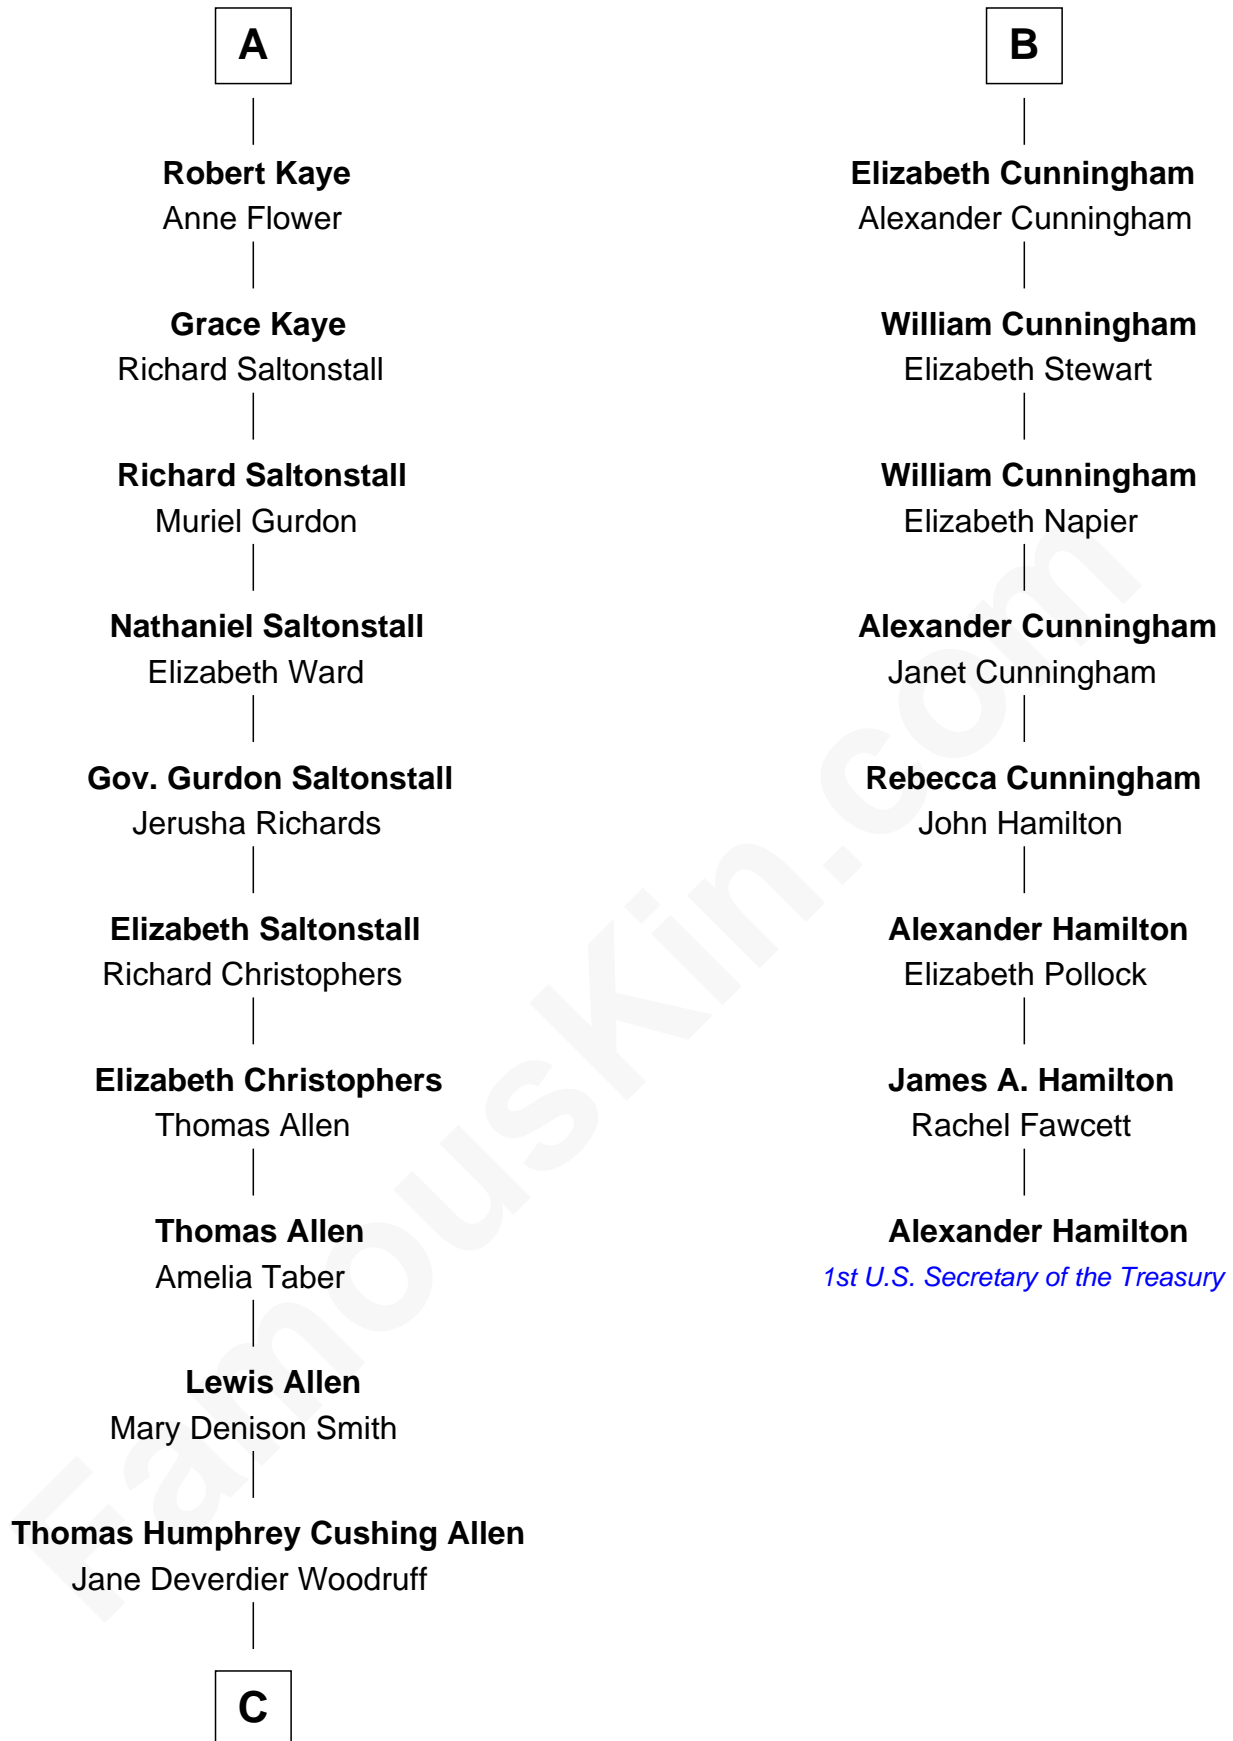 A
Robert Kaye
Anne Flower
Grace Kaye
Richard Saltonstall
Richard Saltonstall
Muriel Gurdon
Nathaniel Saltonstall
Elizabeth Ward
Gov. Gurdon Saltonstall
Jerusha Richards
Elizabeth Saltonstall
Richard Christophers
Elizabeth Christophers
Thomas Allen
Thomas Allen
Amelia Taber
Lewis Allen
Mary Denison Smith
Thomas Humphrey Cushing Allen
Jane Deverdier Woodruff
C
B
Elizabeth Cunningham
Alexander Cunningham
William Cunningham
Elizabeth Stewart
William Cunningham
Elizabeth Napier
Alexander Cunningham
Janet Cunningham
Rebecca Cunningham
John Hamilton
Alexander Hamilton
Elizabeth Pollock
James A. Hamilton
Rachel Fawcett
Alexander Hamilton
1st U.S. Secretary of the Treasury
FamousKin.com